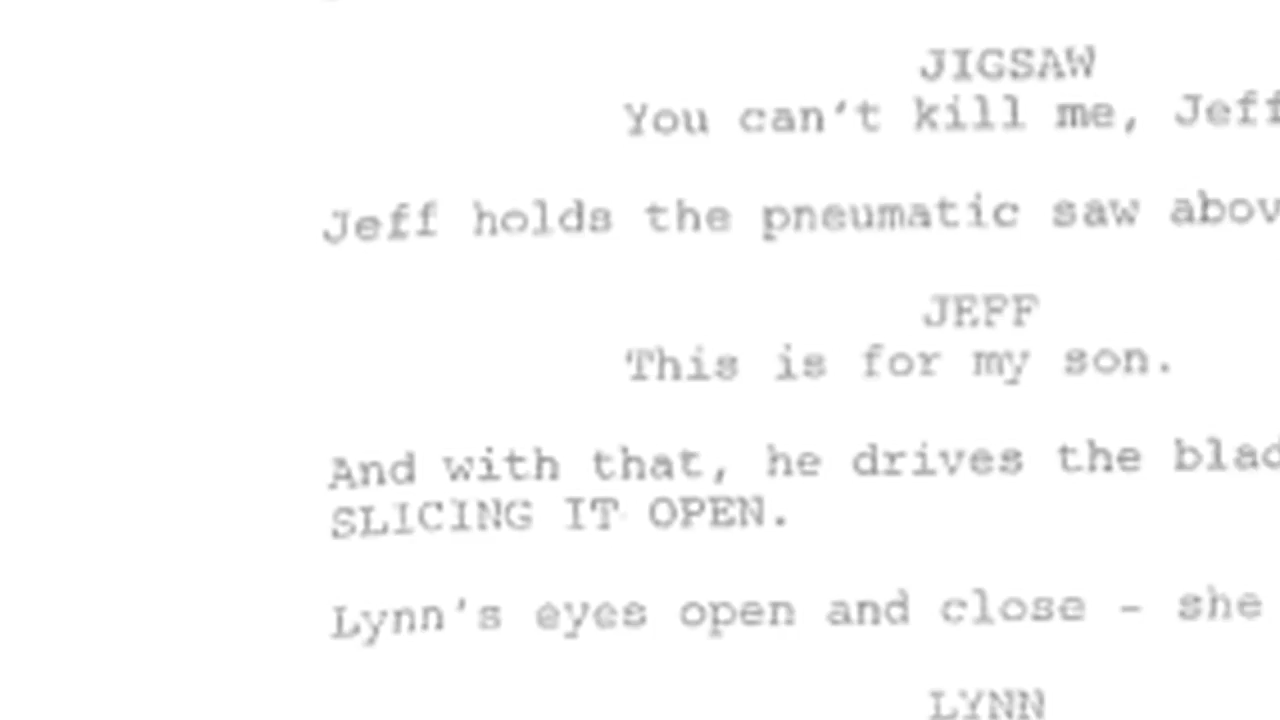 JIGSAW
You can't kill me, Jeff
Jeff holds the pneumatic saw
JEFF
This is for my son.
And with that, he drives the
SLICING IT OPEN.
Lynn's eyes open and close - she
LYNN